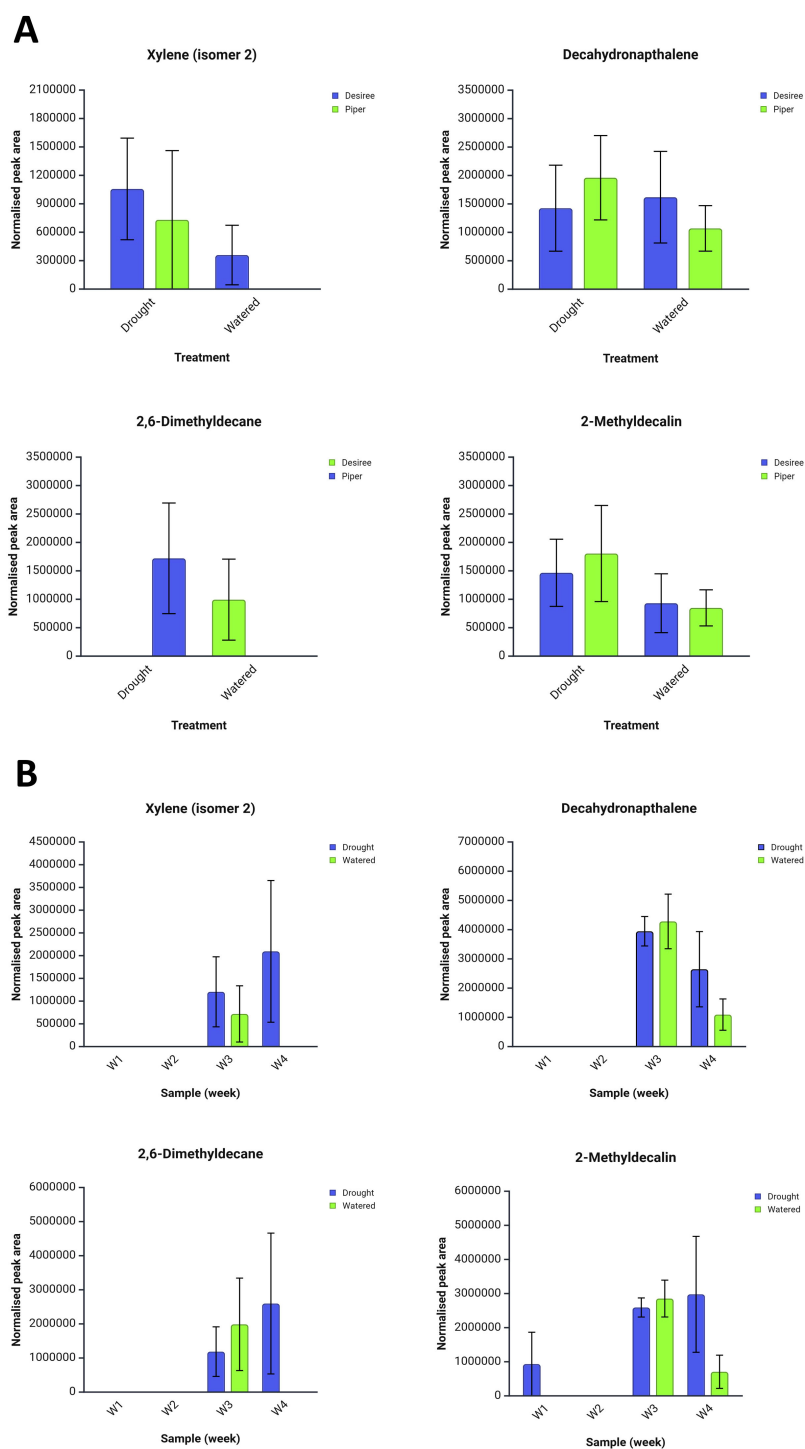 A
Xylene (isomer 2)
2100000
1800000
1500000
1200000
900000
600000
300000
0
Normalised peak area
Drought
Watered
Treatment
Desiree
Piper
Decahydronapthalene
3500000
3000000
2500000
2000000
1500000
1000000
500000
0
Normalised peak area
Drought
Watered
Treatment
Desiree
Piper
2,6-Dimethyldecane
3500000
3000000
2500000
2000000
1500000
1000000
500000
0
Normalised peak area
Drought
Watered
Treatment
Desiree
Piper
2-Methyldecalin
3500000
3000000
2500000
2000000
1500000
1000000
500000
0
Normalised peak area
Drought
Watered
Treatment
Desiree
Piper
B
Xylene (isomer 2)
4500000
4000000
3500000
3000000
2500000
2000000
1500000
1000000
500000
0
Normalised peak area
W1
W2
W3
W4
Sample (week)
Drought
Watered
Decahydronapthalene
7000000
6000000
5000000
4000000
3000000
2000000
1000000
0
Normalised peak area
W1
W2
W3
W4
Sample (week)
Drought
Watered
2,6-Dimethyldecane
6000000
5000000
4000000
3000000
2000000
1000000
0
Normalised peak area
W1
W2
W3
W4
Sample (week)
Drought
Watered
2-Methyldecalin
6000000
5000000
4000000
3000000
2000000
1000000
0
Normalised peak area
W1
W2
W3
W4
Sample (week)
Drought
Watered